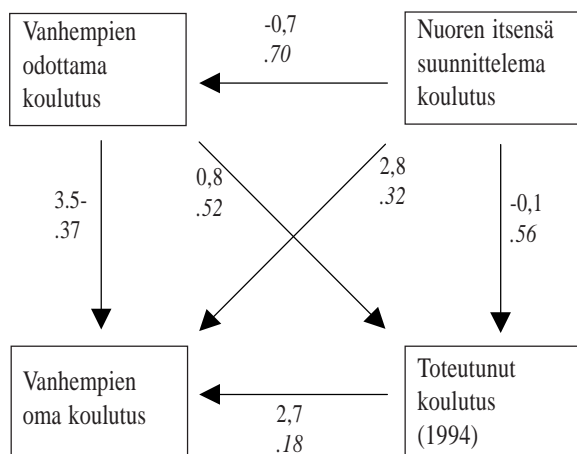 Vanhempien
odottama
koulutus
-0,7
.70
Nuoren itsensä
suunnittelema
koulutus
3.5-
.37
0,8
.52
2,8
.32
-0,1
.56
Vanhempien
oma koulutus
2,7
.18
Toteutunut
koulutus
(1994)